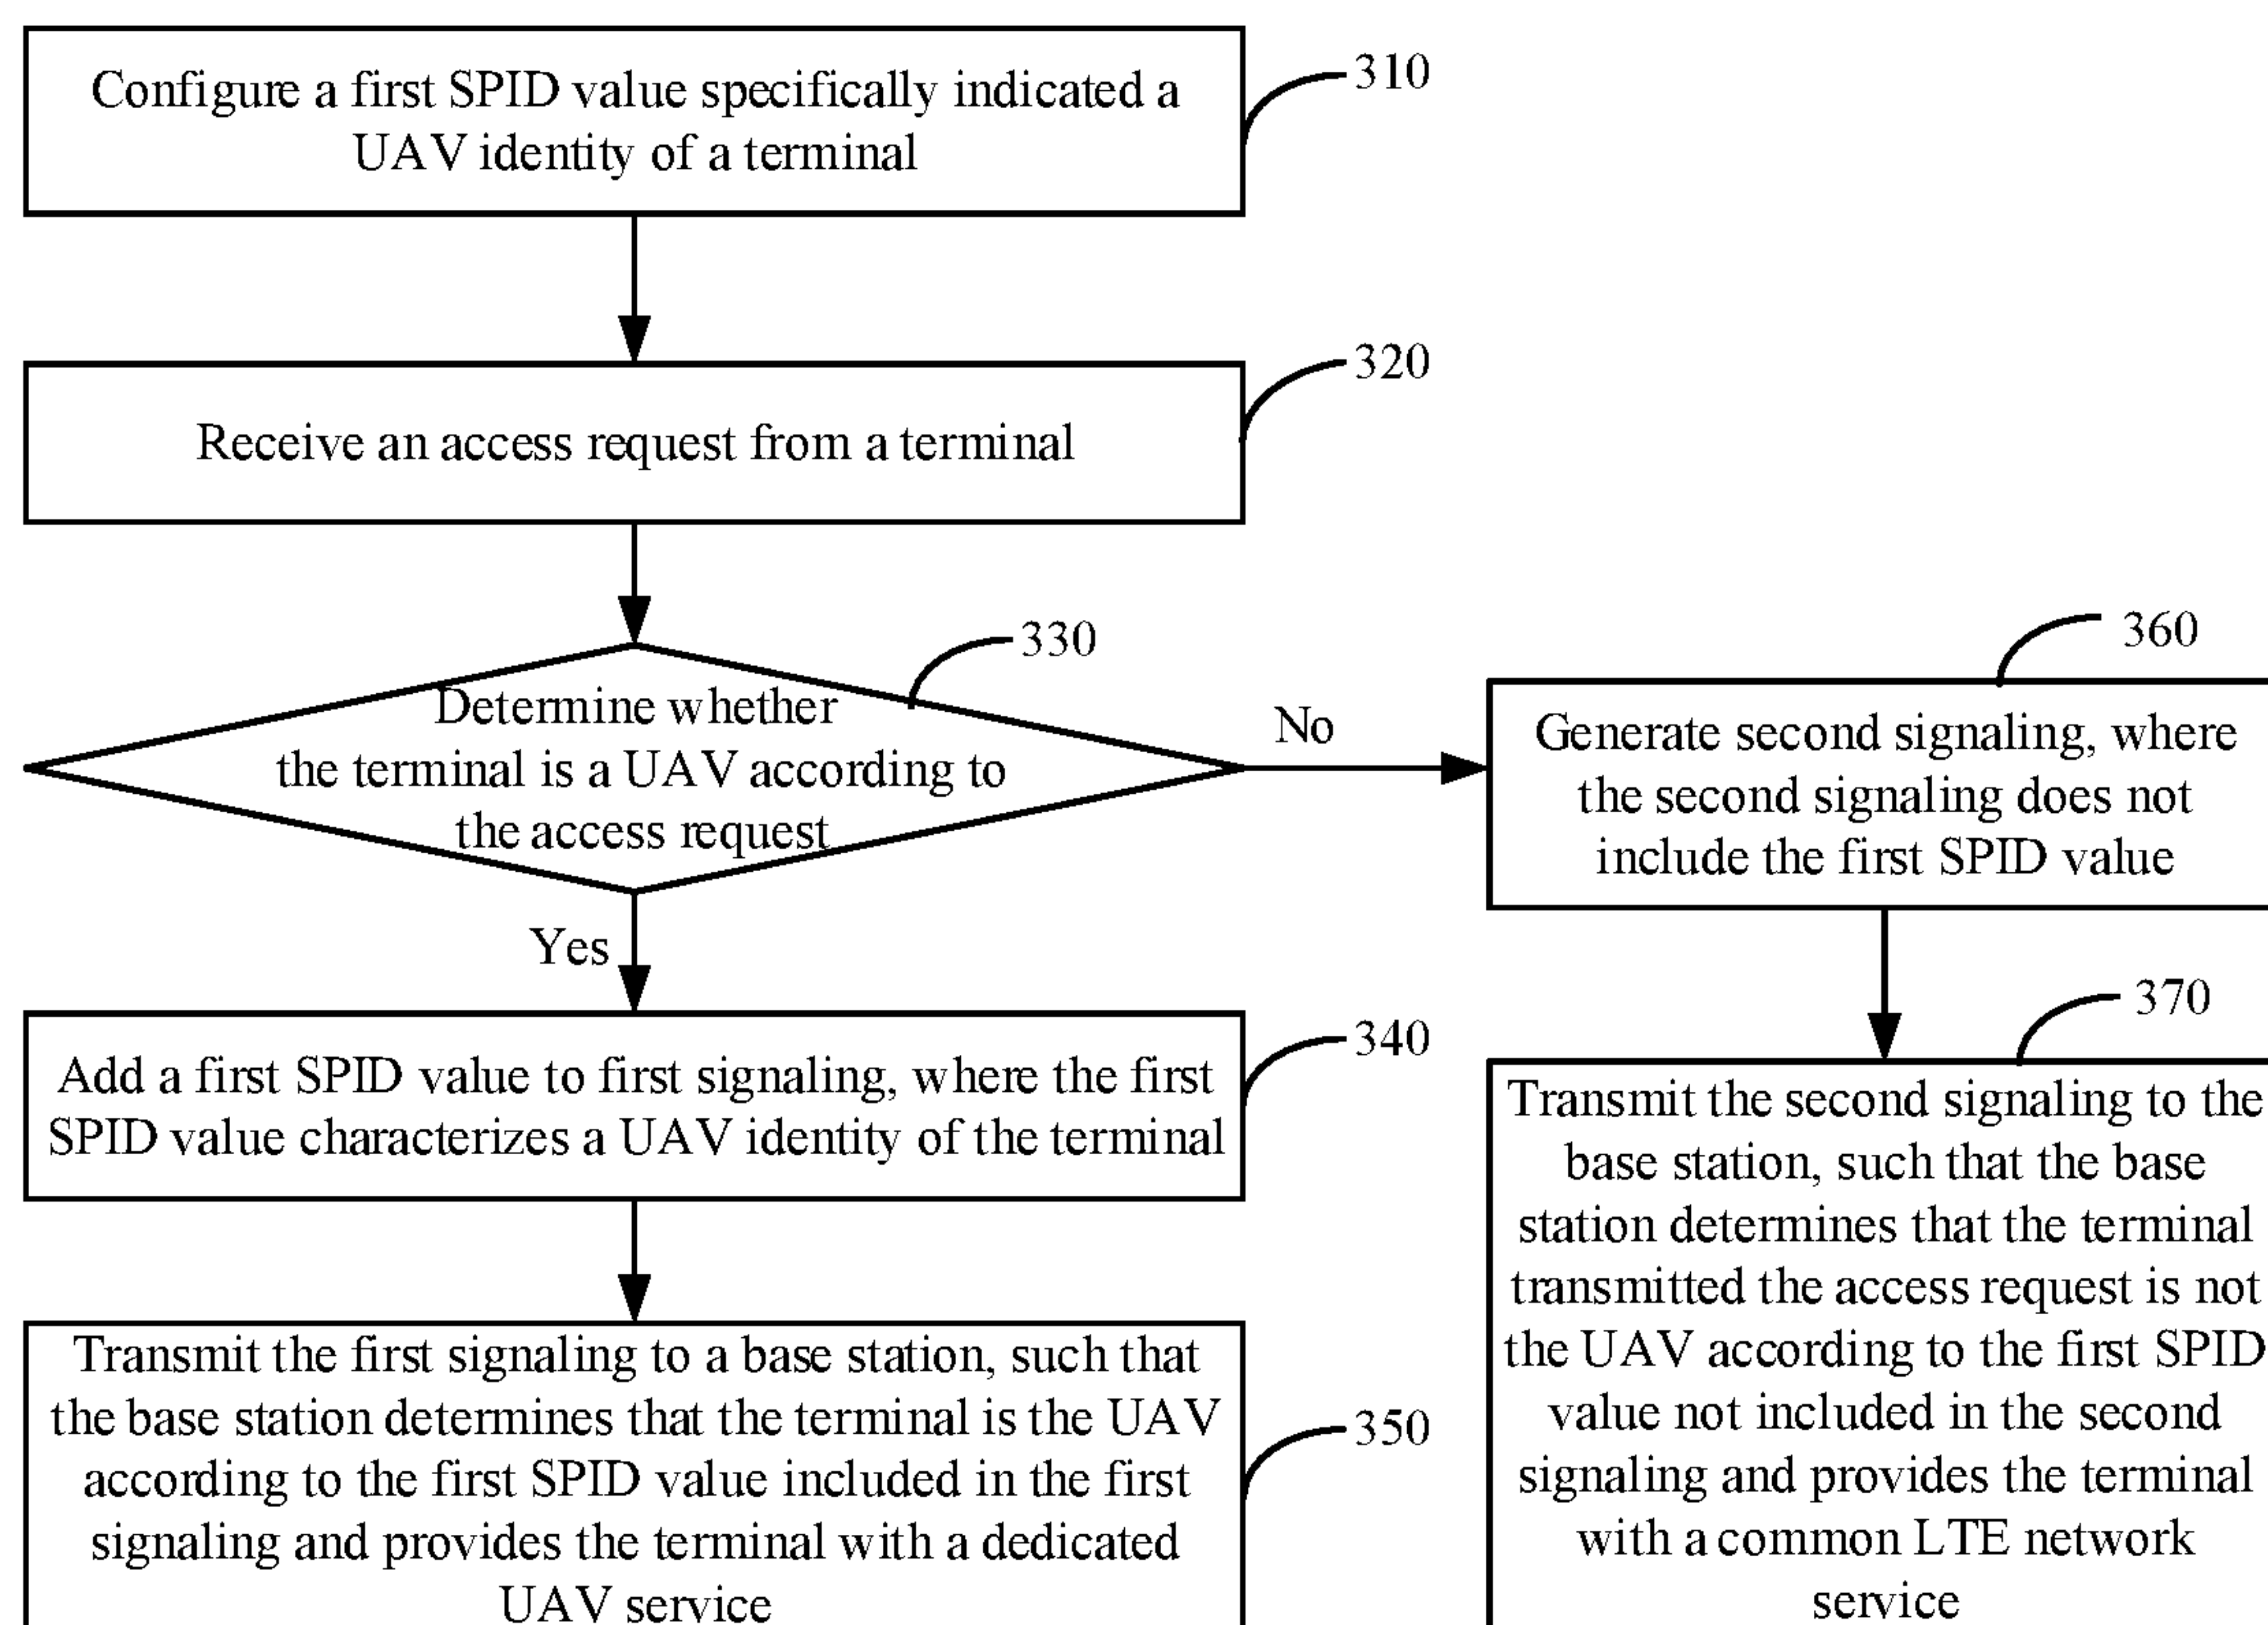 Configure a first SPID value specifically indicated a
UAV identity of a terminal
310
Receive an access request from a terminal
320
Determine whether
the terminal is a UAV according to
the access request
330
No
Yes
Generate second signaling, where
the second signaling does not
include the first SPID value
360
Add a first SPID value to first signaling, where the first
SPID value characterizes a UAV identity of the terminal
340
Transmit the first signaling to a base station, such that
the base station determines that the terminal is the UAV
according to the first SPID value included in the first
signaling and provides the terminal with a dedicated
UAV service
350
Transmit the second signaling to the
base station, such that the base
station determines that the terminal
transmitted the access request is not
the UAV according to the first SPID
value not included in the second
signaling and provides the terminal
with a common LTE network
service
370